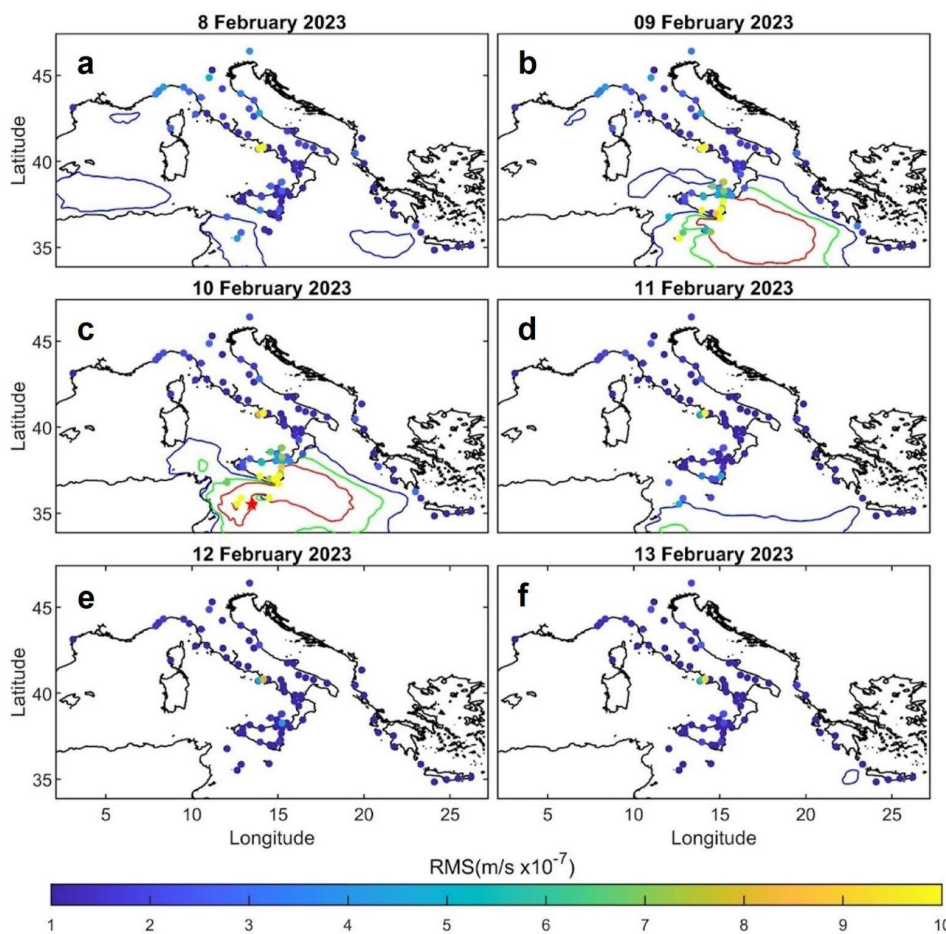 8 February 2023
09 February 2023
a
b
45
40
35
Latitude
10 February 2023
11 February 2023
c
d
45
40
35
Latitude
12 February 2023
13 February 2023
e
f
45
40
35
Latitude
5 10 15 20 25
5 10 15 20 25
Longitude
Longitude
RMS(m/s x10⁻⁷)
1 2 3 4 5 6 7 8 9 10